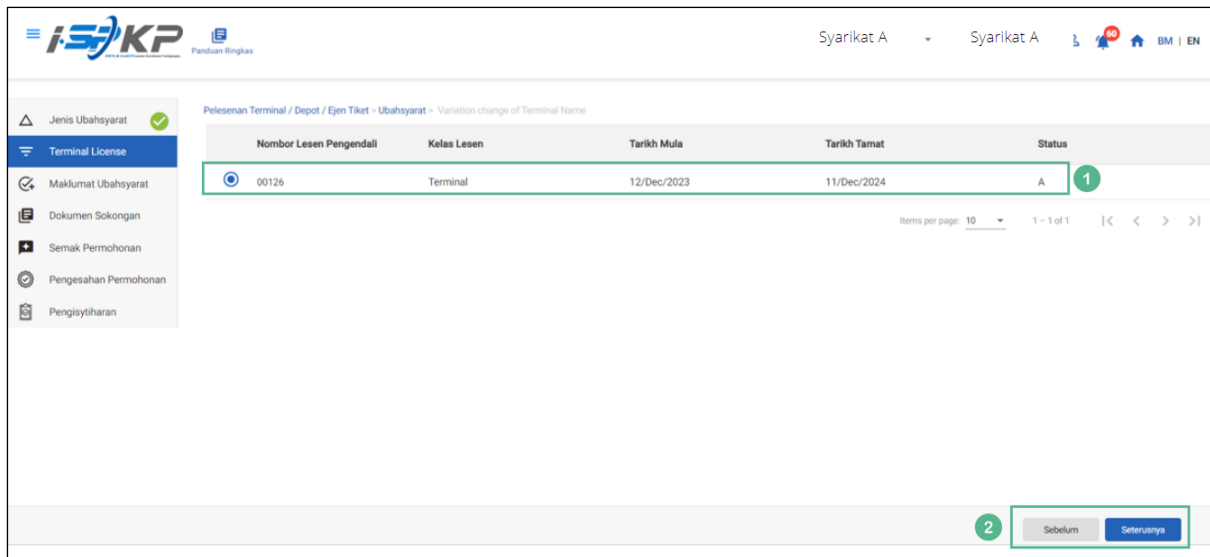 i-SPKP
Panduan Ringkas
Syarikat A
Syarikat A
60
BM | EN
Jenis Ubahsyarat
Terminal License
Maklumat Ubahsyarat
Dokumen Sokongan
Semak Permohonan
Pengesahan Permohonan
Pengisytiharan
Pelesenan Terminal / Depot / Ejen Tiket > Ubahsyarat > Variation change of Terminal Name
Nombor Lesen Pengendali Kelas Lesen Tarikh Mula Tarikh Tamat Status
00126 Terminal 12/Dec/2023 11/Dec/2024 A
1
Items per page: 10 1 – 1 of 1
2
Sebelum Seterusnya